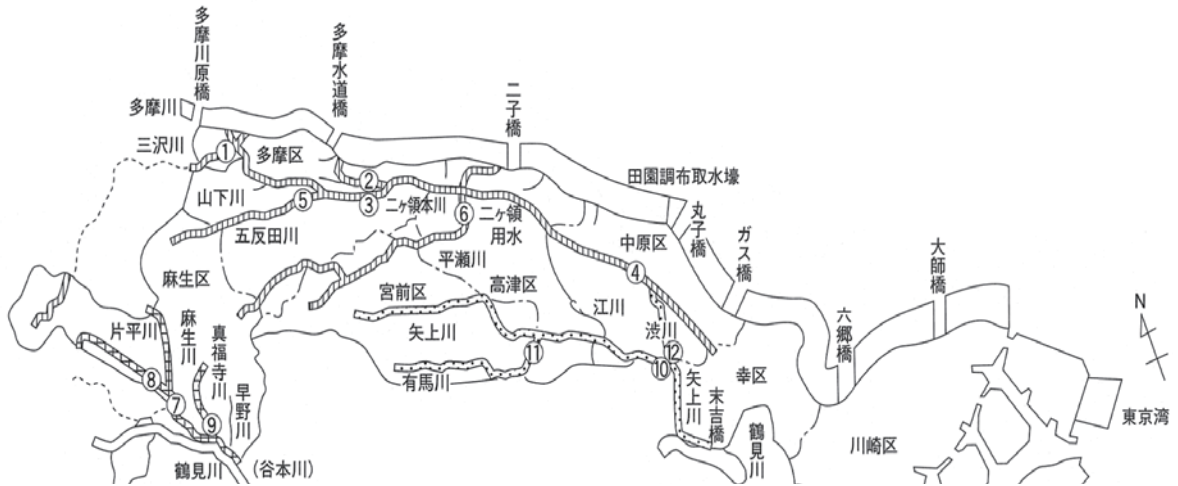 多摩川原橋
多摩水道橋
二子橋
多摩川
三沢川
①
多摩区
田園調布取水壕
丸子橋
ガス橋
大師橋
六郷橋
N
山下川
⑤
②
③
二ヶ領本川
⑥
二ヶ領
用水
中原区
④
五反田川
平瀬川
高津区
麻生区
宮前区
江川
渋川
片平川
麻生川
真福寺川
矢上川
⑪
⑫
⑩
有馬川
矢上川
末吉橋
幸区
⑧
⑦
⑨
早野川
鶴見川
(谷本川)
鶴見川
川崎区
東京湾